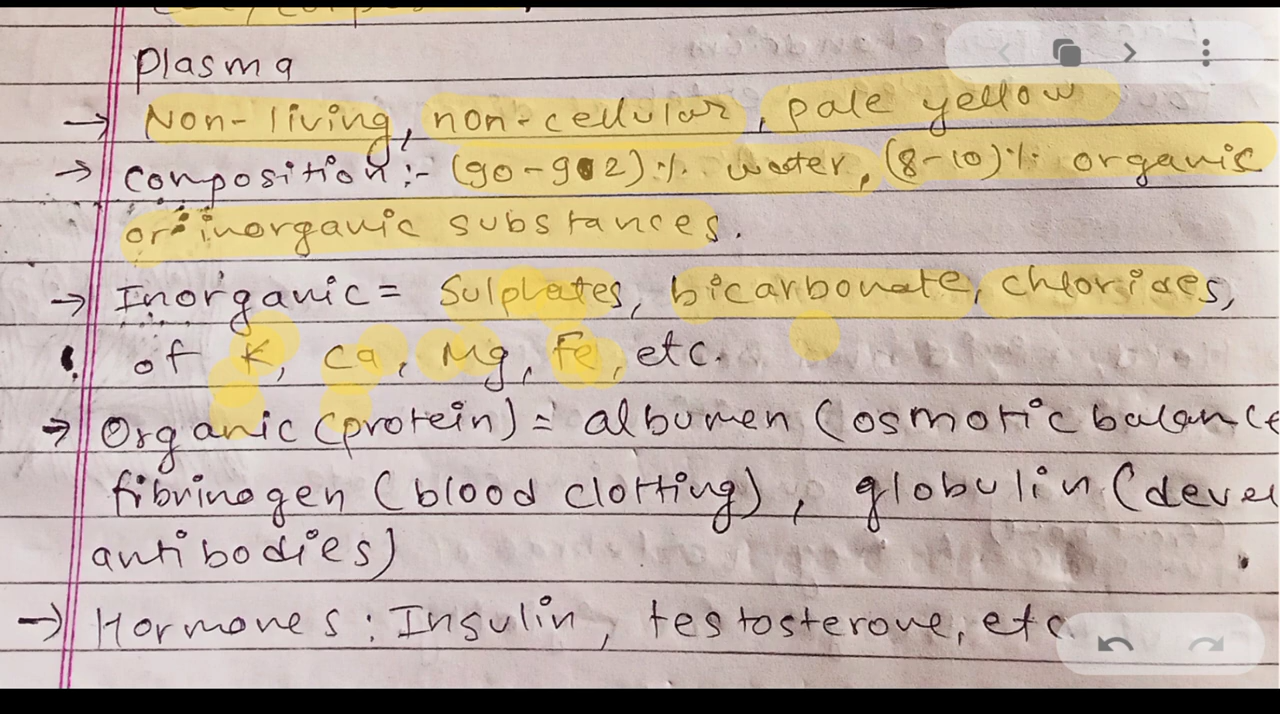 Plasma
→ Non-living, non-cellular, pale yellow
→ composition:- (90-92)% water, (8-10)% organic
or inorganic substances.
→ Inorganic = Sulphates, bicarbonate, chlorides,
of K, Ca, Mg, Fe, etc.
→ Organic (protein) = albumen (osmotic balance
fibrinogen (blood clotting), globulin (devel
antibodies)
→ Hormones: Insulin, testosterone, etc.